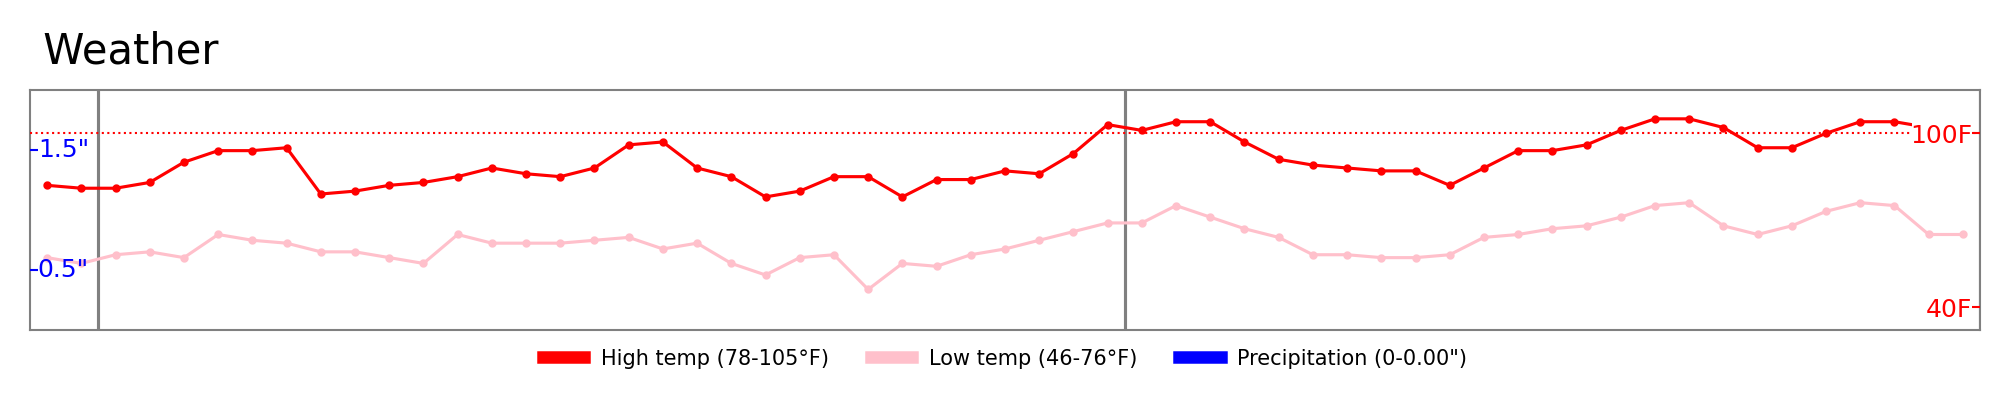 Weather
1.5"
100F
0.5"
40F
High temp (78-105°F) Low temp (46-76°F) Precipitation (0-0.00")